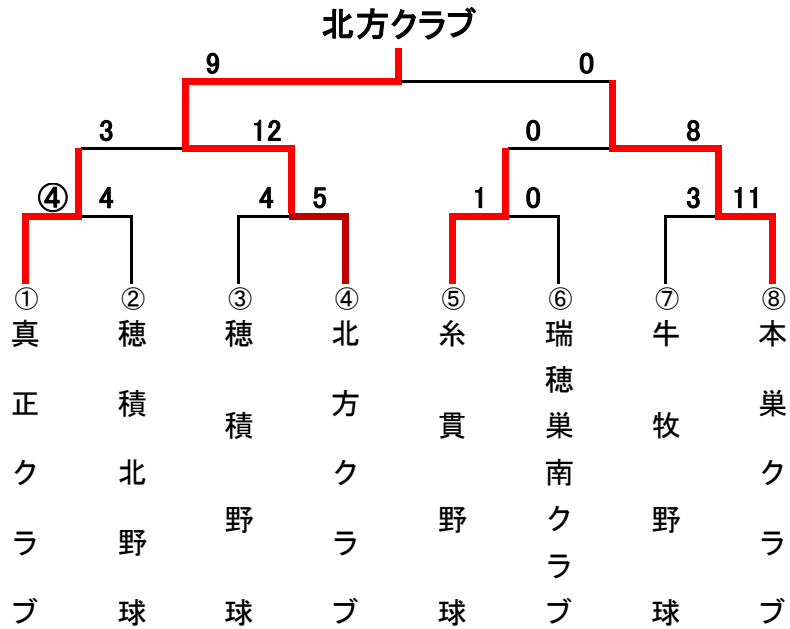 北方クラブ
9 0
3 12 0 8
④ 4 4 5 1 0 3 11
① ② ③ ④ ⑤ ⑥ ⑦ ⑧
真正クラブ
穂積北野球
穂積野球
北方クラブ
糸貫野球
瑞穂巣南クラブ
牛牧野球
本巣クラブ